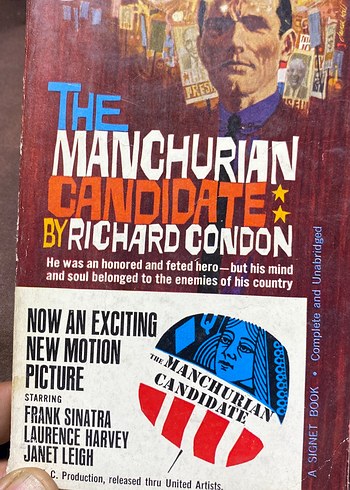 THE
MANCHURIAN
CANDIDATE
BY RICHARD CONDON
He was an honored and feted hero—but his mind
and soul belonged to the enemies of his country
NOW AN EXCITING
NEW MOTION
PICTURE
STARRING
FRANK SINATRA
LAURENCE HARVEY
JANET LEIGH
THE MANCHURIAN
CANDIDATE
C. Production, released thru United Artists.
A SIGNET BOOK • Complete and Unabridged